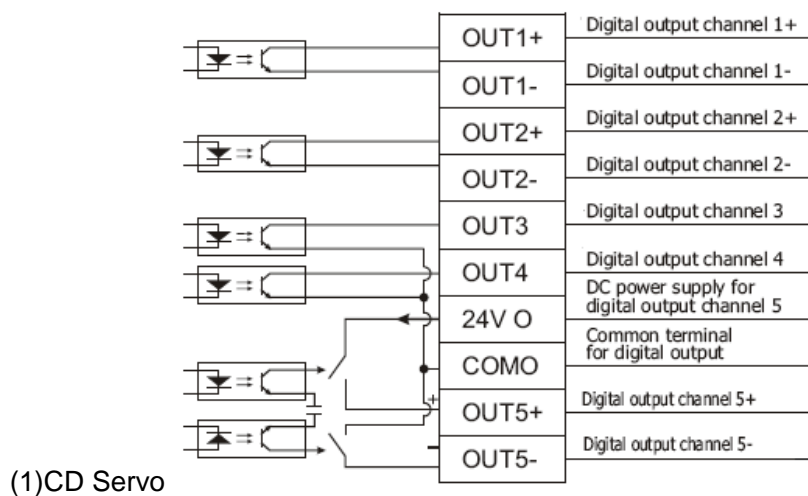 OUT1+ Digital output channel 1+
OUT1- Digital output channel 1-
OUT2+ Digital output channel 2+
OUT2- Digital output channel 2-
OUT3 Digital output channel 3
OUT4 Digital output channel 4
24V O DC power supply for
digital output channel 5
COMO Common terminal
for digital output
+ OUT5+ Digital output channel 5+
- OUT5- Digital output channel 5-
(1)CD Servo